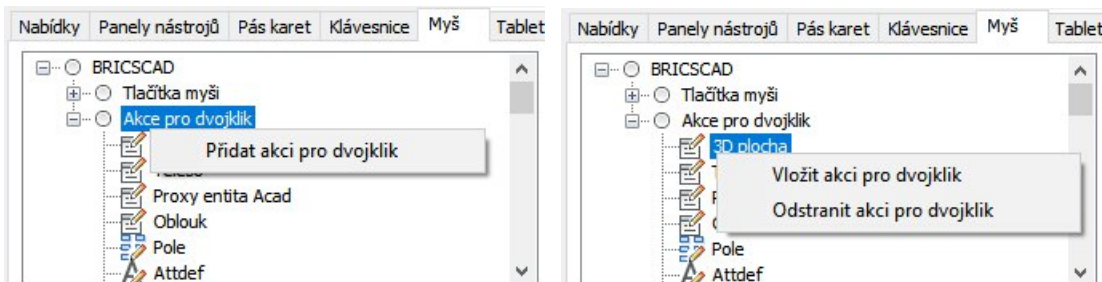 Nabídky Panely nástrojů Pás karet Klávesnice Myš Tablet
BRICSCAD
Tlačítka myši
Akce pro dvojklik
Přidat akci pro dvojklik
Proxy entita Acad
Oblouk
Pole
Attdef
Nabídky Panely nástrojů Pás karet Klávesnice Myš Tablet
BRICSCAD
Tlačítka myši
Akce pro dvojklik
3D plocha
Vložit akci pro dvojklik
Odstranit akci pro dvojklik
Pole
Attdef